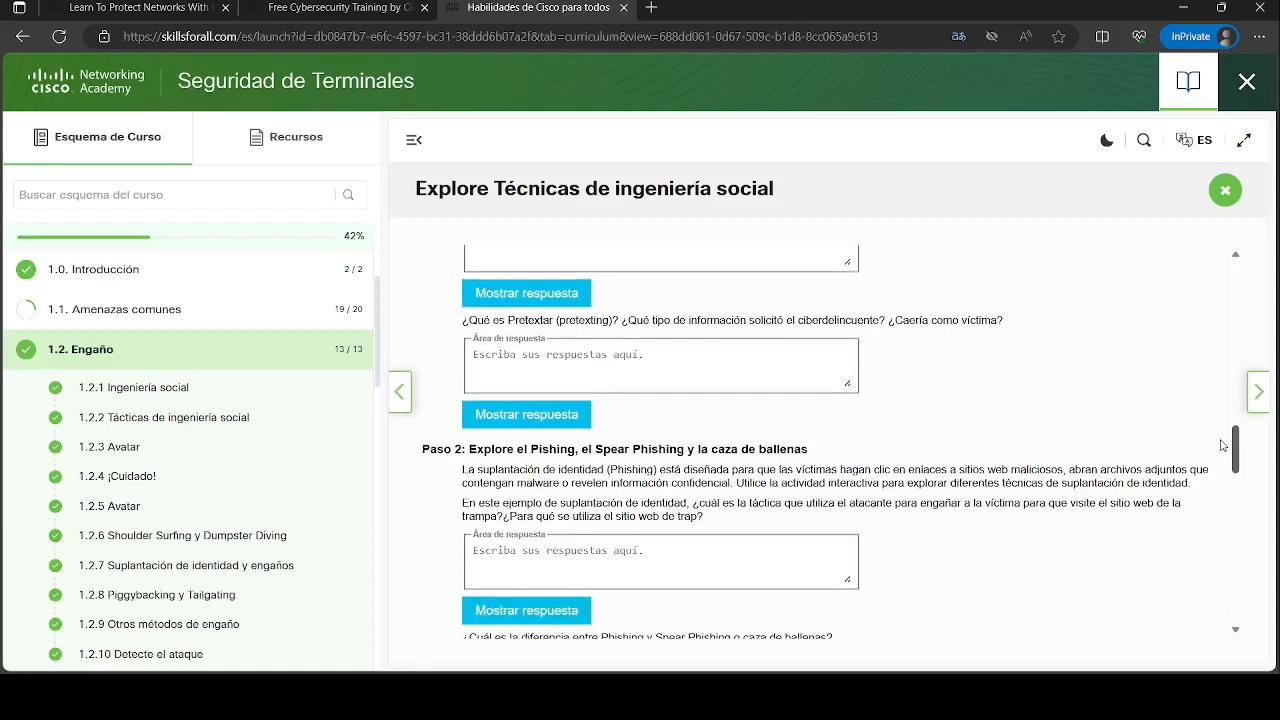 Learn To Protect Networks With
Free Cybersecurity Training by Ci
Habilidades de Cisco para todos
https://skillsforall.com/es/launch?id=db0847b7-e6fc-4597-bc31-38ddd6b07a2f&tab=curriculum&view=688dd061-0d67-509c-b1d8-8cc065a9c613
InPrivate
Networking
CISCO Academy
Seguridad de Terminales
Esquema de Curso
Recursos
ES
Buscar esquema del curso
42%
1.0. Introducción 2 / 2
1.1. Amenazas comunes 19 / 20
1.2. Engaño 13 / 13
1.2.1 Ingeniería social
1.2.2 Tácticas de ingeniería social
1.2.3 Avatar
1.2.4 ¡Cuidado!
1.2.5 Avatar
1.2.6 Shoulder Surfing y Dumpster Diving
1.2.7 Suplantación de identidad y engaños
1.2.8 Piggybacking y Tailgating
1.2.9 Otros métodos de engaño
1.2.10 Detecte el ataque
Explore Técnicas de ingeniería social
Mostrar respuesta
¿Qué es Pretextar (pretexting)? ¿Qué tipo de información solicitó el ciberdelincuente? ¿Caería como víctima?
Área de respuesta
Escriba sus respuestas aquí.
Mostrar respuesta
Paso 2: Explore el Pishing, el Spear Phishing y la caza de ballenas
La suplantación de identidad (Phishing) está diseñada para que las víctimas hagan clic en enlaces a sitios web maliciosos, abran archivos adjuntos que
contengan malware o revelen información confidencial. Utilice la actividad interactiva para explorar diferentes técnicas de suplantación de identidad.
En este ejemplo de suplantación de identidad, ¿cuál es la táctica que utiliza el atacante para engañar a la víctima para que visite el sitio web de la
trampa?¿Para qué se utiliza el sitio web de trap?
Área de respuesta
Escriba sus respuestas aquí.
Mostrar respuesta
¿Cuál es la diferencia entre Phishing y Spear Phishing o caza de ballenas?